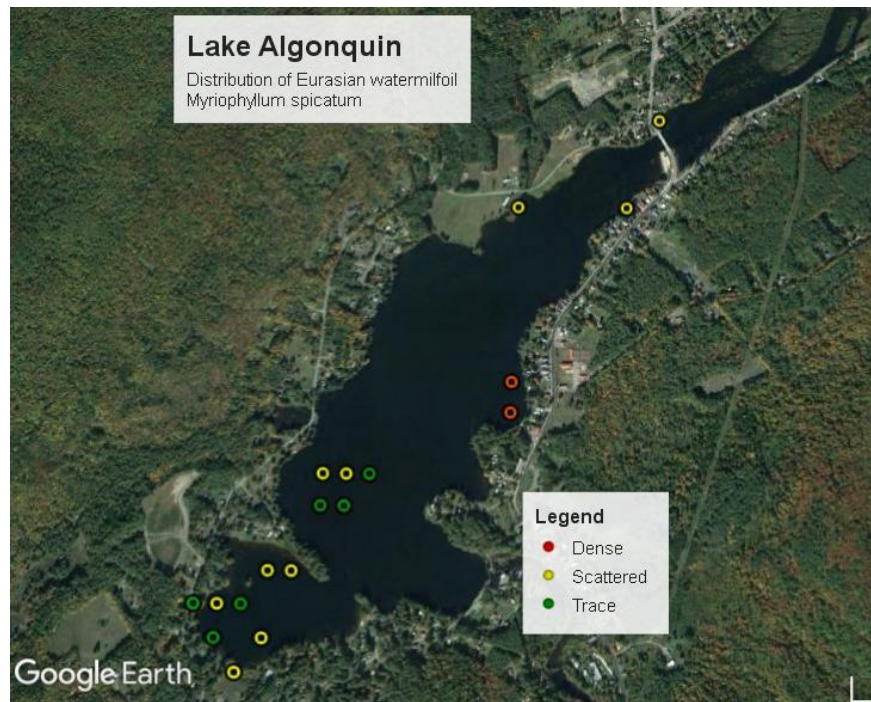 Lake Algonquin
Distribution of Eurasian watermilfoil
Myriophyllum spicatum
Legend
Dense
Scattered
Trace
Google Earth